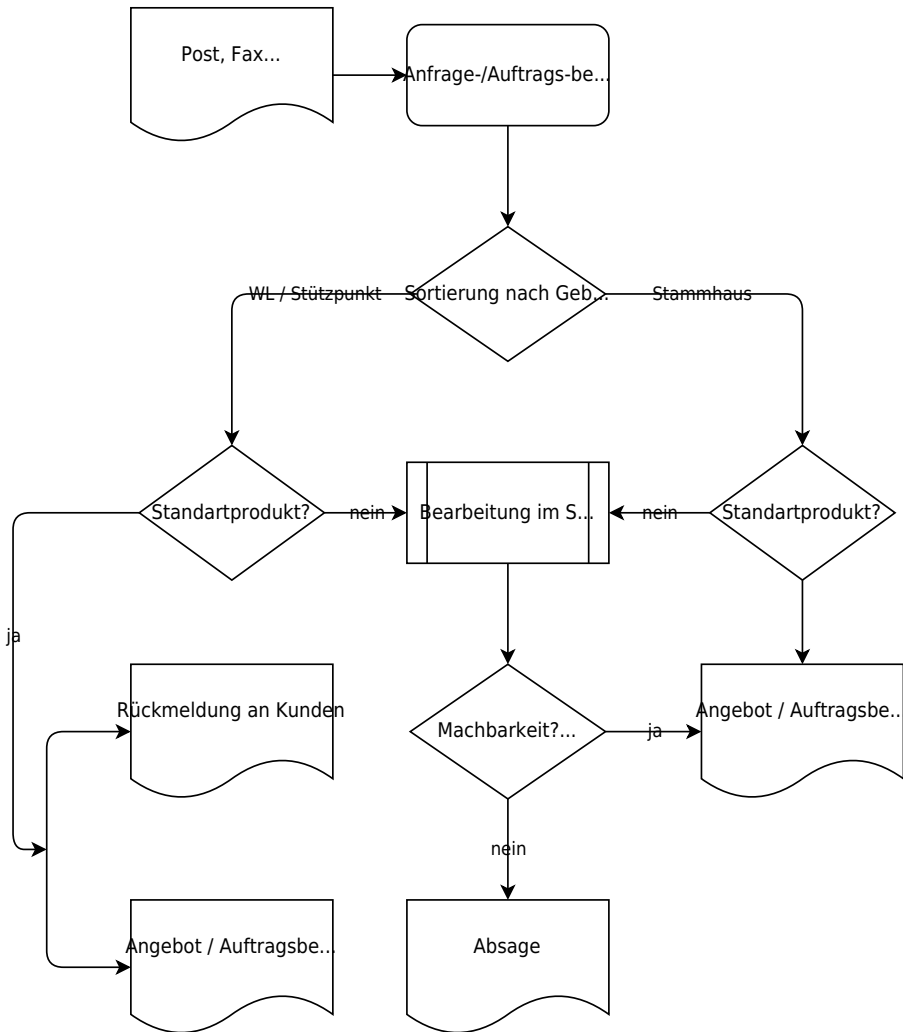 Post, Fax...
Anfrage-/Auftrags-be...
Sortierung nach Geb...
WL / Stützpunkt
Stammhaus
Standartprodukt?
nein
Bearbeitung im S...
nein
Standartprodukt?
ja
Rückmeldung an Kunden
Machbarkeit?...
ja
Angebot / Auftragsbe...
nein
Angebot / Auftragsbe...
Absage